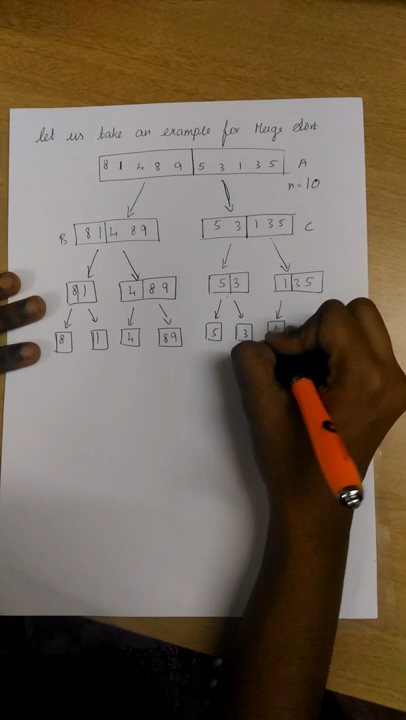 let us take an example for Merge Sort
8 1 4 8 9 5 3 1 3 5 A
n=10
B 8 1 4 8 9
5 3 1 3 5 C
8 1
4 8 9
5 3
1 3 5
8
1
4
89
5
3